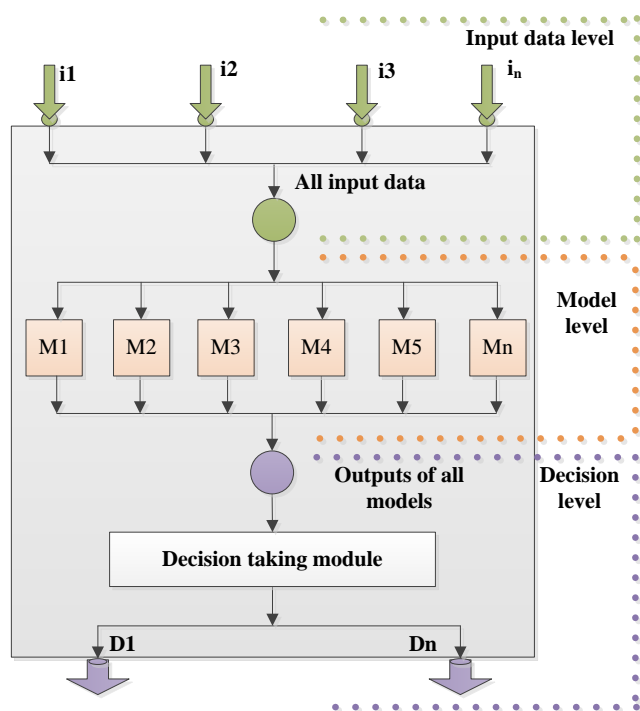 Input data level
i1
i2
i3
in
All input data
Model
level
M1
M2
M3
M4
M5
Mn
Outputs of all
models
Decision
level
Decision taking module
D1
Dn